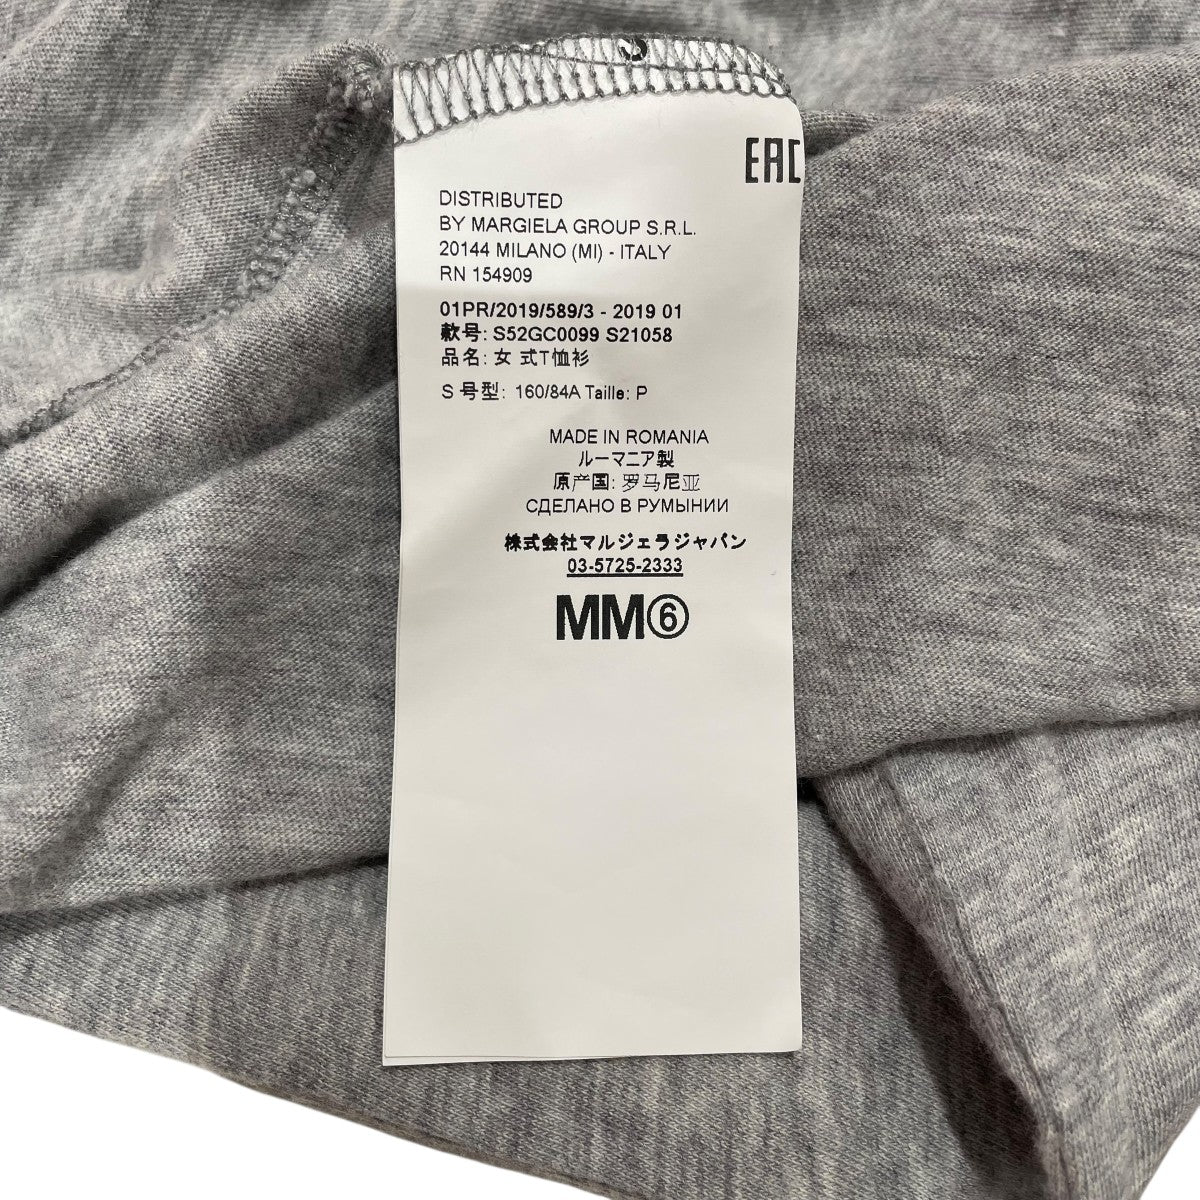 EAC
DISTRIBUTED
BY MARGIELA GROUP S.R.L.
20144 MILANO (MI) - ITALY
RN 154909
01PR/2019/589/3 - 2019 01
款号: S52GC0099 S21058
品名: 女 式T恤衫
S 号型: 160/84A Taille: P
MADE IN ROMANIA
ルーマニア製
原产国: 罗马尼亚
СДЕЛАНО В РУМЫНИИ
株式会社マルジェラジャパン
03-5725-2333
MM⑥